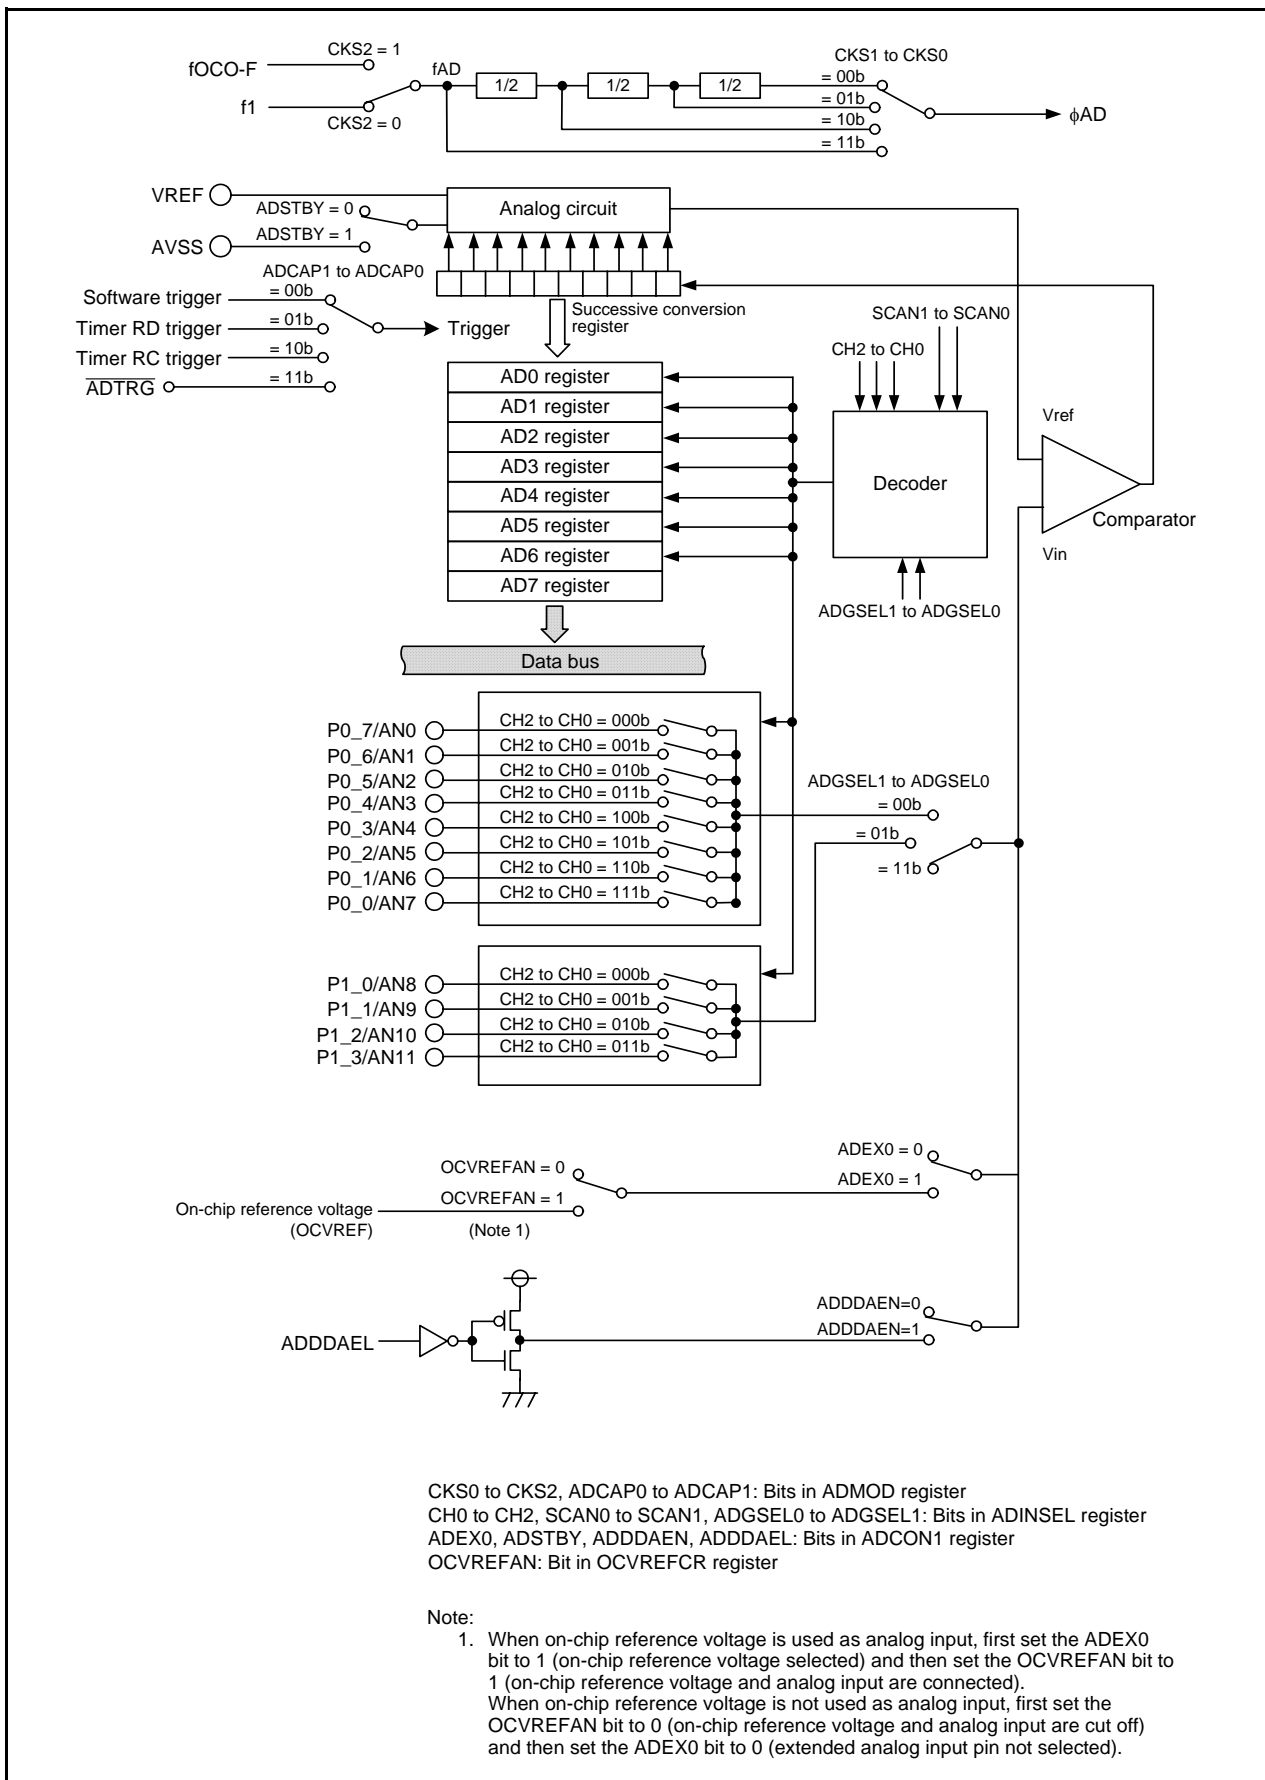 CKS2 = 1
fOCO-F
fAD
f1
CKS2 = 0
1/2
1/2
1/2
CKS1 to CKS0
= 00b
= 01b
= 10b
= 11b
ϕAD
VREF
ADSTBY = 0
AVSS
ADSTBY = 1
Analog circuit
ADCAP1 to ADCAP0
Software trigger
= 00b
Timer RD trigger
= 01b
Timer RC trigger
= 10b
ADTRG
= 11b
Trigger
Successive conversion
register
AD0 register
AD1 register
AD2 register
AD3 register
AD4 register
AD5 register
AD6 register
AD7 register
Data bus
SCAN1 to SCAN0
CH2 to CH0
Decoder
ADGSEL1 to ADGSEL0
Vref
Comparator
Vin
P0_7/AN0
CH2 to CH0 = 000b
P0_6/AN1
CH2 to CH0 = 001b
P0_5/AN2
CH2 to CH0 = 010b
P0_4/AN3
CH2 to CH0 = 011b
P0_3/AN4
CH2 to CH0 = 100b
P0_2/AN5
CH2 to CH0 = 101b
P0_1/AN6
CH2 to CH0 = 110b
P0_0/AN7
CH2 to CH0 = 111b
ADGSEL1 to ADGSEL0
= 00b
= 01b
= 11b
P1_0/AN8
CH2 to CH0 = 000b
P1_1/AN9
CH2 to CH0 = 001b
P1_2/AN10
CH2 to CH0 = 010b
P1_3/AN11
CH2 to CH0 = 011b
OCVREFAN = 0
OCVREFAN = 1
On-chip reference voltage
(OCVREF)
(Note 1)
ADEX0 = 0
ADEX0 = 1
ADDDAEL
ADDDAEN=0
ADDDAEN=1
CKS0 to CKS2, ADCAP0 to ADCAP1: Bits in ADMOD register
CH0 to CH2, SCAN0 to SCAN1, ADGSEL0 to ADGSEL1: Bits in ADINSEL register
ADEX0, ADSTBY, ADDDAEN, ADDDAEL: Bits in ADCON1 register
OCVREFAN: Bit in OCVREFCR register
Note:
1. When on-chip reference voltage is used as analog input, first set the ADEX0
bit to 1 (on-chip reference voltage selected) and then set the OCVREFAN bit to
1 (on-chip reference voltage and analog input are connected).
When on-chip reference voltage is not used as analog input, first set the
OCVREFAN bit to 0 (on-chip reference voltage and analog input are cut off)
and then set the ADEX0 bit to 0 (extended analog input pin not selected).